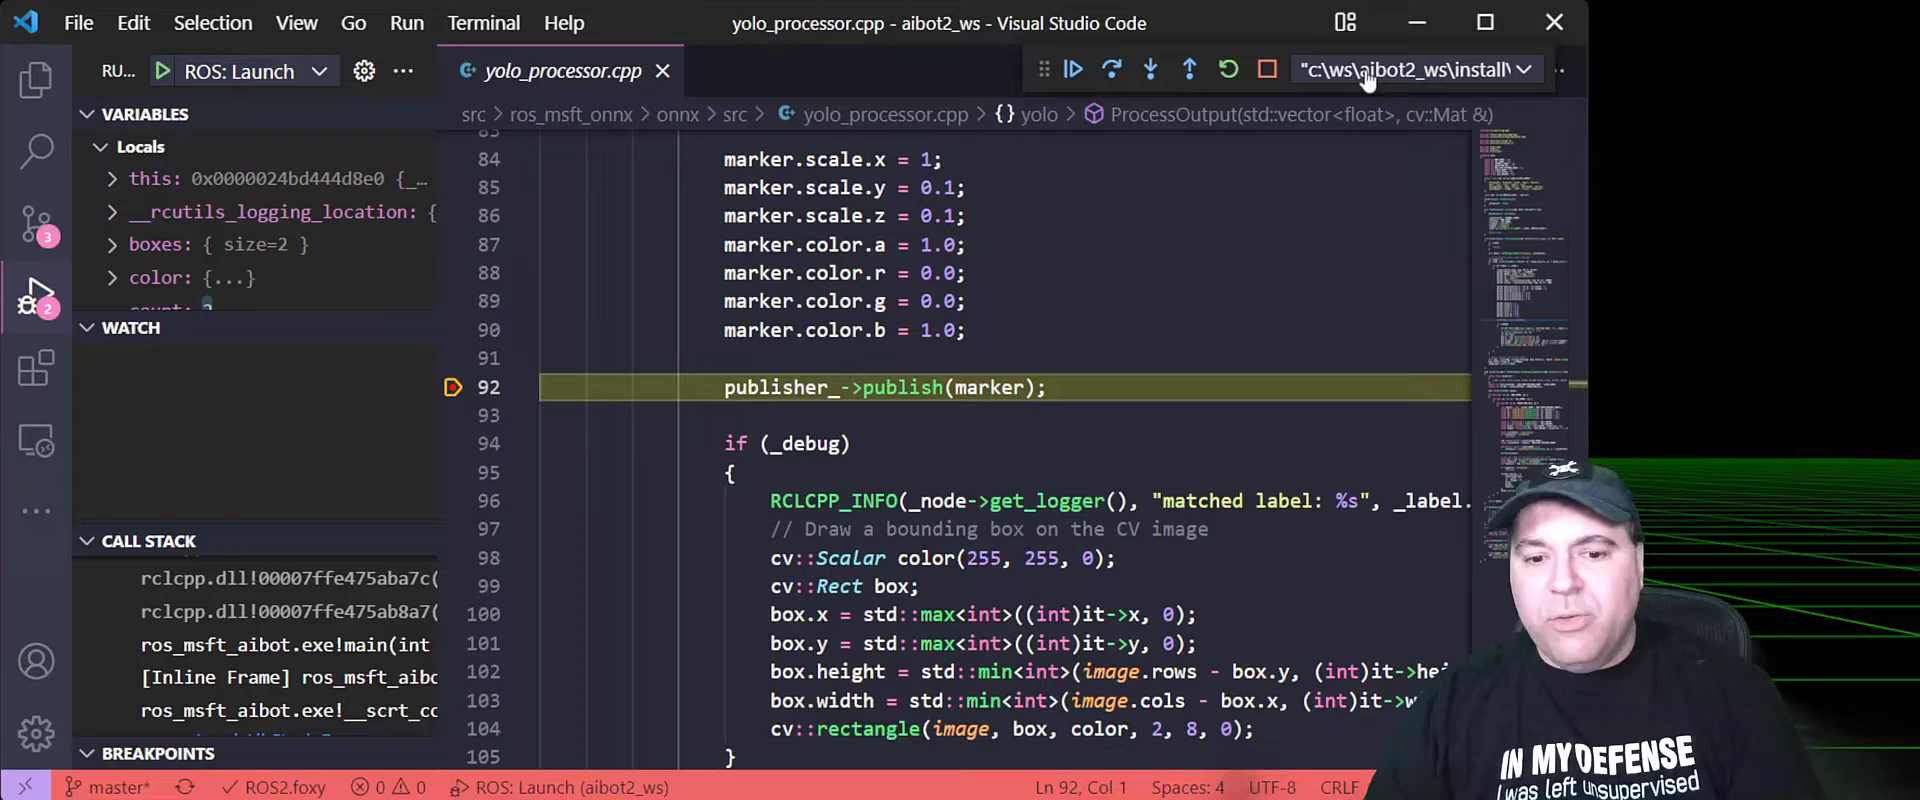 File Edit Selection View Go Run Terminal Help
yolo_processor.cpp - aibot2_ws - Visual Studio Code
RU... ROS: Launch
yolo_processor.cpp
"c:\ws\aibot2_ws\install\
src > ros_msft_onnx > onnx > src > yolo_processor.cpp > {} yolo > ProcessOutput(std::vector<float>, cv::Mat &)
VARIABLES
Locals
this: 0x0000024bd444d8e0 {_...
__rcutils_logging_location: {
boxes: { size=2 }
color: {...}
WATCH
CALL STACK
rclcpp.dll!00007ffe475aba7c(
rclcpp.dll!00007ffe475ab8a7(
ros_msft_aibot.exe!main(int
[Inline Frame] ros_msft_aibo
ros_msft_aibot.exe!__scrt_co
BREAKPOINTS
3
2
84 marker.scale.x = 1;
85 marker.scale.y = 0.1;
86 marker.scale.z = 0.1;
87 marker.color.a = 1.0;
88 marker.color.r = 0.0;
89 marker.color.g = 0.0;
90 marker.color.b = 1.0;
91
92 publisher_->publish(marker);
93
94 if (_debug)
95 {
96 RCLCPP_INFO(_node->get_logger(), "matched label: %s", _label.
97 // Draw a bounding box on the CV image
98 cv::Scalar color(255, 255, 0);
99 cv::Rect box;
100 box.x = std::max<int>((int)it->x, 0);
101 box.y = std::max<int>((int)it->y, 0);
102 box.height = std::min<int>(image.rows - box.y, (int)it->hei
103 box.width = std::min<int>(image.cols - box.x, (int)it->w
104 cv::rectangle(image, box, color, 2, 8, 0);
105 }
master* ROS2.foxy 0 0 ROS: Launch (aibot2_ws)
Ln 92, Col 1 Spaces: 4 UTF-8 CRLF
IN MY DEFENSE
I was left unsupervised